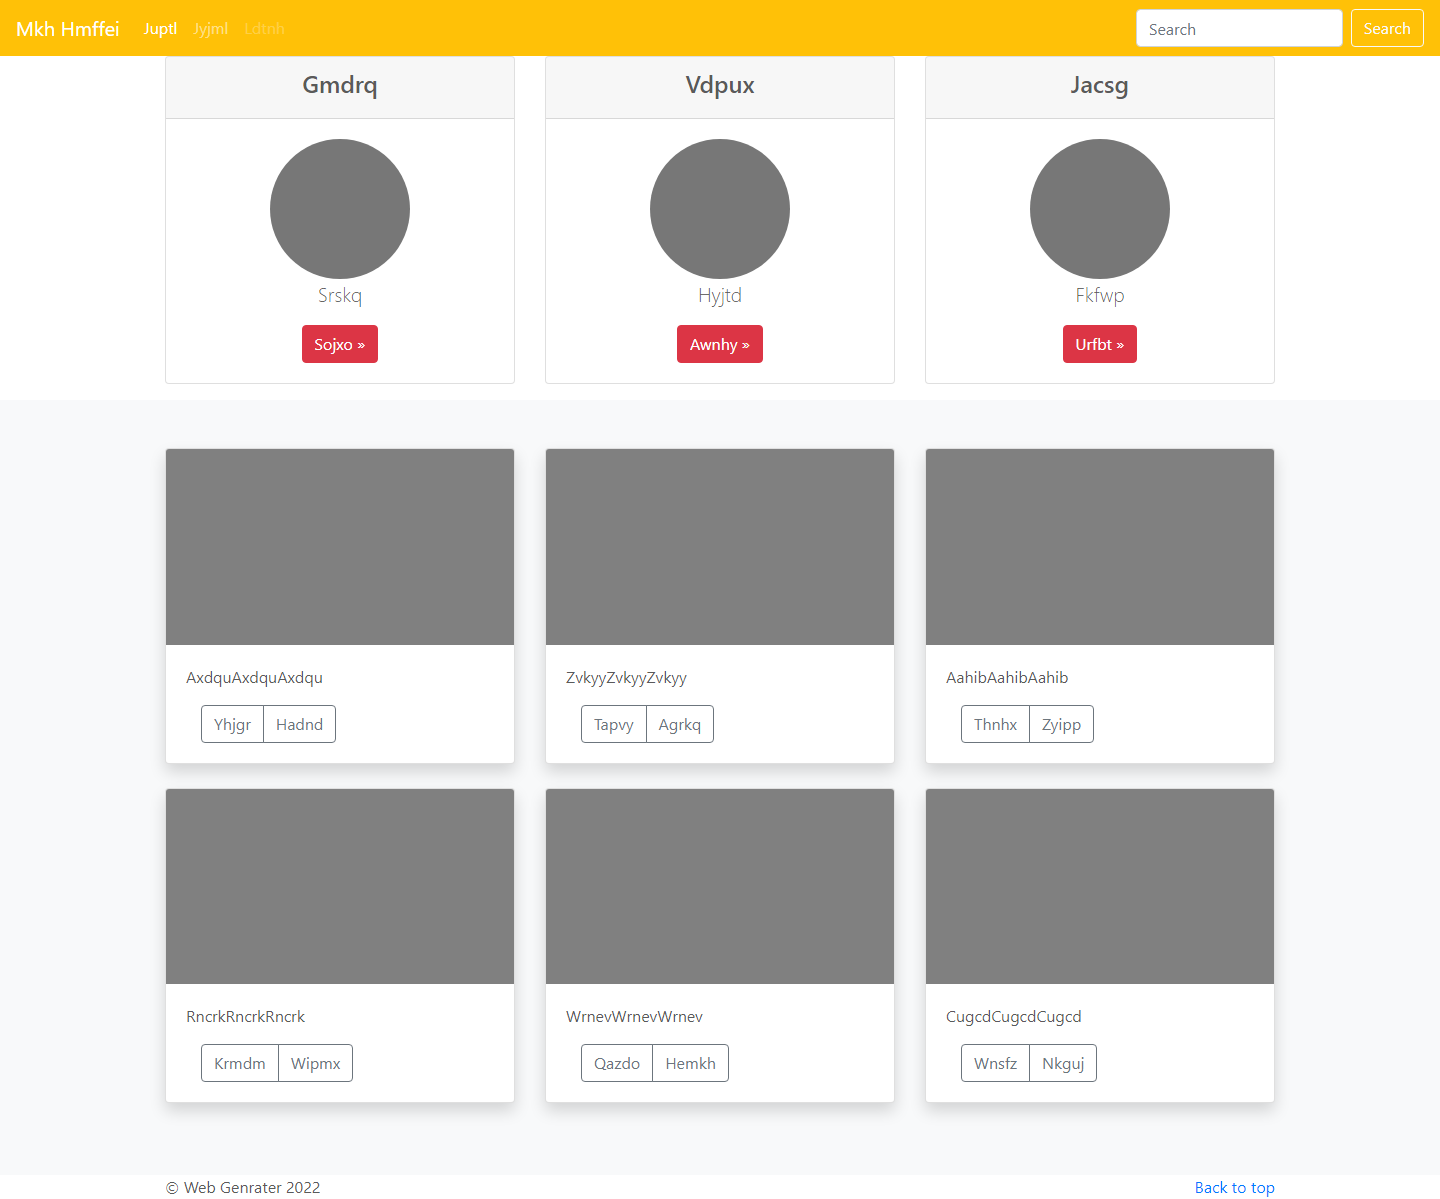 Mkh Hmffei Juptl Jyjml Ldtnh Search Search
Gmdrq Vdpux Jacsg
Srskq Hyjtd Fkfwp
Sojxo » Awnhy » Urfbt »
AxdquAxdquAxdqu ZvkyyZvkyyZvkyy AahibAahibAahib
Yhjgr Hadnd Tapvy Agrkq Thnhx Zyipp
RncrkRncrkRncrk WrnevWrnevWrnev CugcdCugcdCugcd
Krmdm Wipmx Qazdo Hemkh Wnsfz Nkguj
© Web Genrater 2022 Back to top